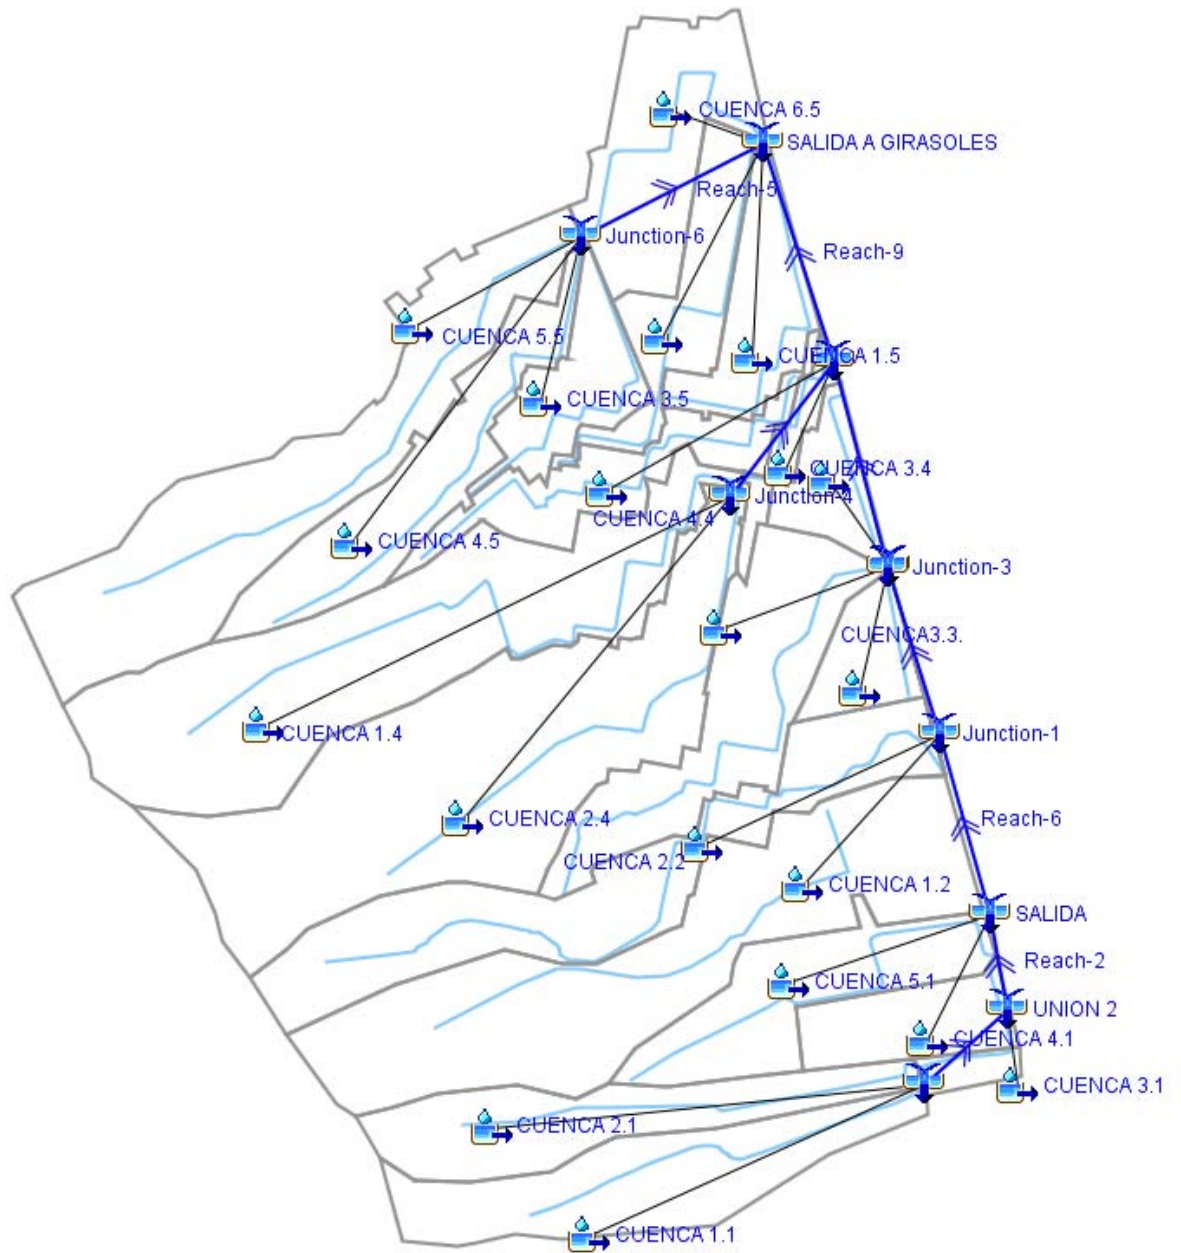 CUENCA 6.5
SALIDA A GIRASOLES
Reach-5
Junction-6
Reach-9
CUENCA 5.5
CUENCA 1.5
CUENCA 3.5
CUENCA 3.4
Junction-4
CUENCA 4.4
CUENCA 4.5
Junction-3
CUENCA3.3.
CUENCA 1.4
Junction-1
CUENCA 2.4
Reach-6
CUENCA 2.2
CUENCA 1.2
SALIDA
Reach-2
CUENCA 5.1
UNION 2
CUENCA 4.1
CUENCA 3.1
CUENCA 2.1
CUENCA 1.1